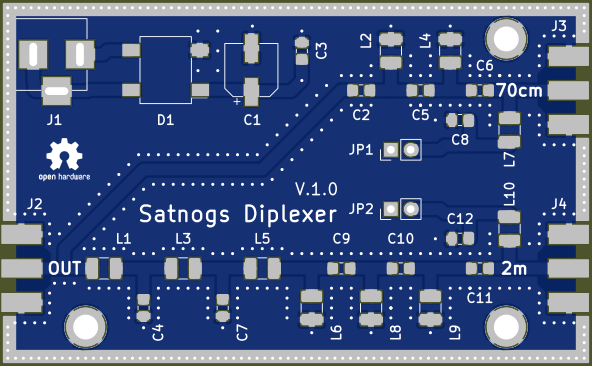 J3
L2
L4
C3
C6
70cm
J1
D1
+
C1
C2
C5
C8
JP1
L7
open hardware
V.1.0
L10
J2
Satnogs Diplexer
JP2
J4
C12
L1
L3
L5
C9
C10
OUT
2m
C11
C4
C7
L6
L8
L9